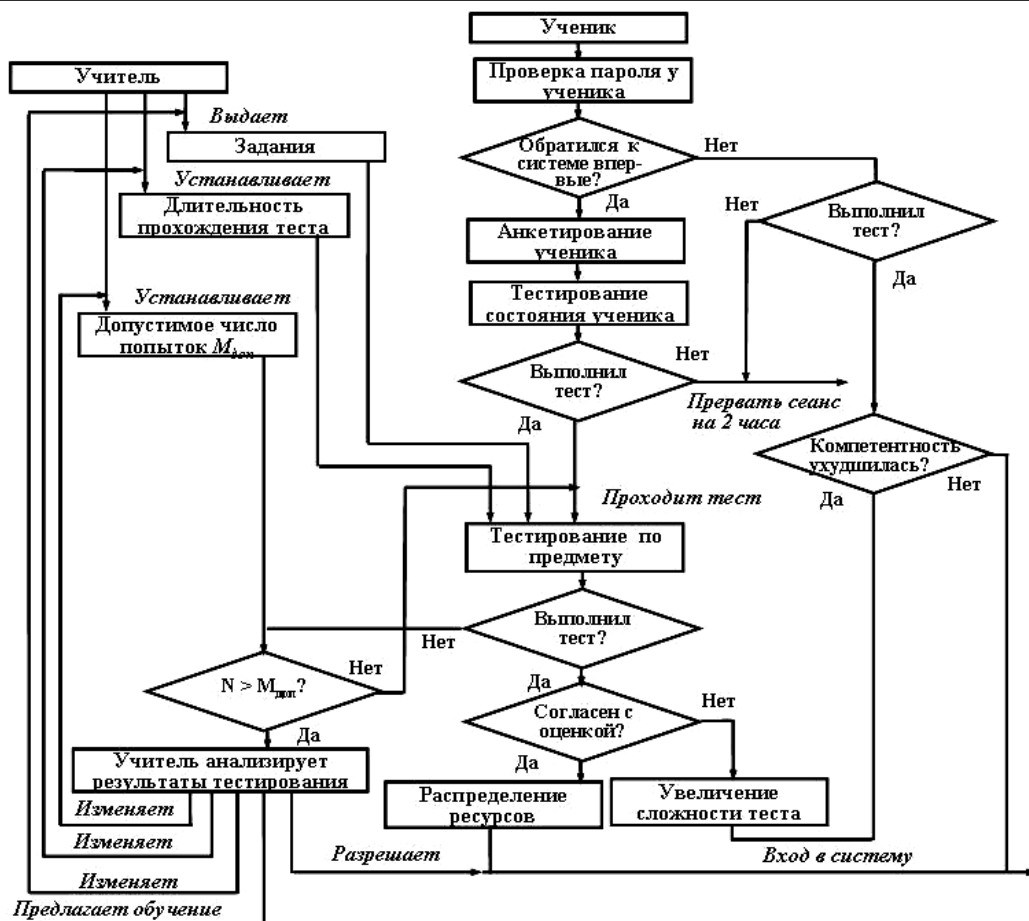 Ученик
Проверка пароля у
ученика
Учитель
Выдает
Задания
Обратился к
системе впер-
вые?
Нет
Да
Устанавливает
Длительность
прохождения теста
Анкетирование
ученика
Нет
Выполнил
тест?
Да
Устанавливает
Тестирование
состояния ученика
Допустимое число
попыток Mдоп
Выполнил
тест?
Нет
Да
Прервать сеанс
на 2 часа
Компетентность
ухудшилась?
Да
Нет
Проходит тест
Тестирование по
предмету
Выполнил
тест?
Нет
Да
N > Mдоп?
Нет
Да
Согласен с
оценкой?
Нет
Да
Учитель анализирует
результаты тестирования
Распределение
ресурсов
Увеличение
сложности теста
Изменяет
Изменяет
Изменяет
Разрешает
Вход в систему
Предлагает обучение